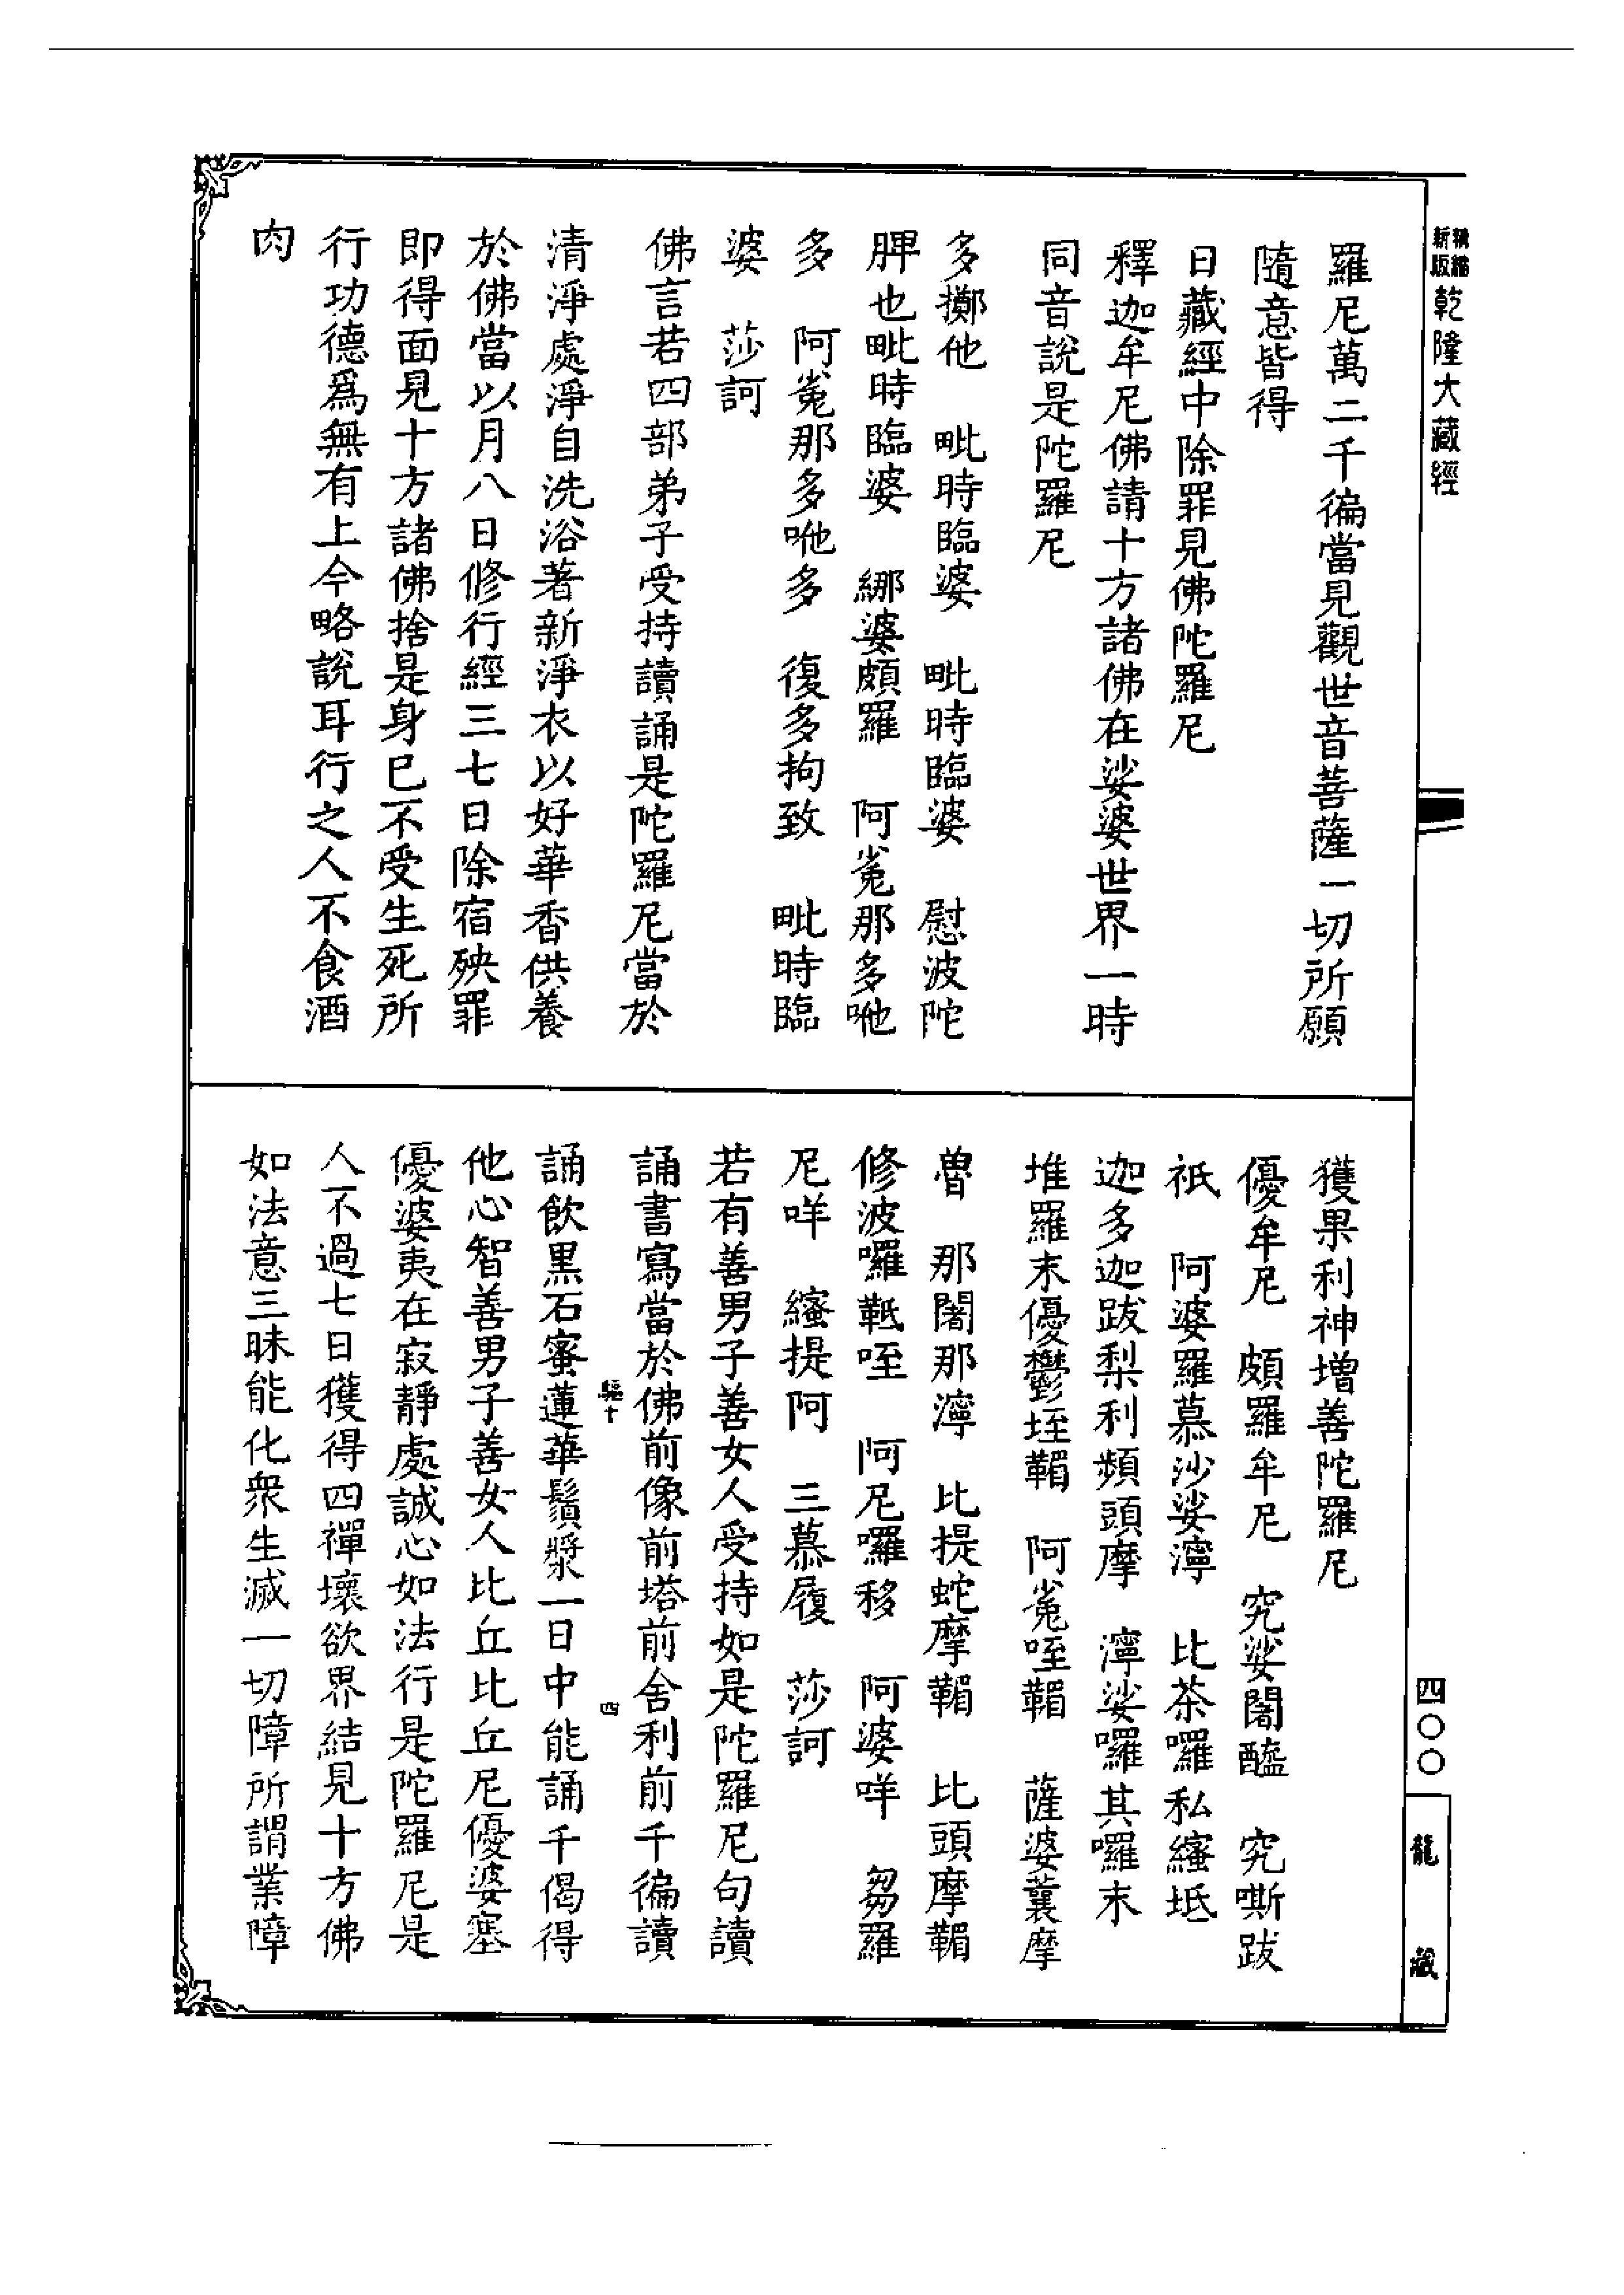 新版
乾隆大藏經
羅尼萬二千徧當見觀世音菩薩一切所願
隨意皆得
日藏經中除罪見佛陀羅尼
釋迦牟尼佛請十方諸佛在娑婆世界一時
同音說是陀羅尼
多擲他　毗時臨婆　毗時臨婆　慰波陀
脾也毗時臨婆　綁婆頗羅　阿㝹那多吔
多　阿㝹那多吔多　復多拘致　毗時臨
婆　莎訶
佛言若四部弟子受持讀誦是陀羅尼當於
清淨處淨自洗浴著新淨衣以好華香供養
於佛當以月八日修行經三七日除宿殃罪
即得面見十方諸佛捨是身已不受生死所
行功德爲無有上今略說耳行之人不食酒
肉
獲果利神增善陀羅尼
優牟尼　頗羅牟尼　究娑闍醯　究嘶跋
祇　阿婆羅慕沙娑濘　比茶囉私緻坻
迦多迦跋梨利頻頭摩　濘娑囉其囉末
堆羅末優鬱垤鞨　阿㝹咥鞨　薩婆蘘摩
曾　那闍那濘　比提蛇摩鞨　比頭摩鞨
修波囉𩎠咥　阿尼囉移　阿婆咩　芻羅
尼咩　提阿　三慕履　莎訶
若有善男子善女人受持如是陀羅尼句讀
誦書寫當於佛前像前塔前舍利前千徧讀
驅十　四
誦飲黑石蜜蓮華鬚漿一日中能誦千偈得
他心智善男子善女人比丘比丘尼優婆塞
優婆夷在寂靜處誠心如法行是陀羅尼是
人不過七日獲得四禪壞欲界結見十方佛
如法意三昧能化衆生滅一切障所謂業障
四〇〇
龍藏